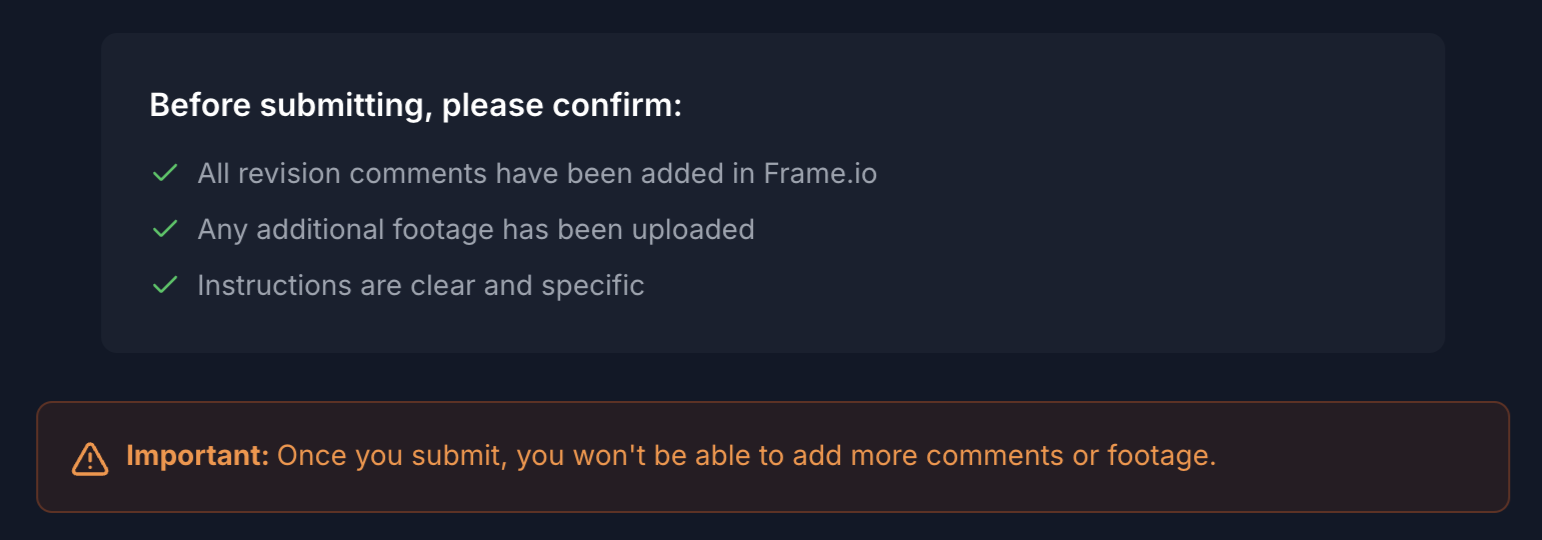 Before submitting, please confirm:
All revision comments have been added in Frame.io
Any additional footage has been uploaded
Instructions are clear and specific
Important: Once you submit, you won't be able to add more comments or footage.